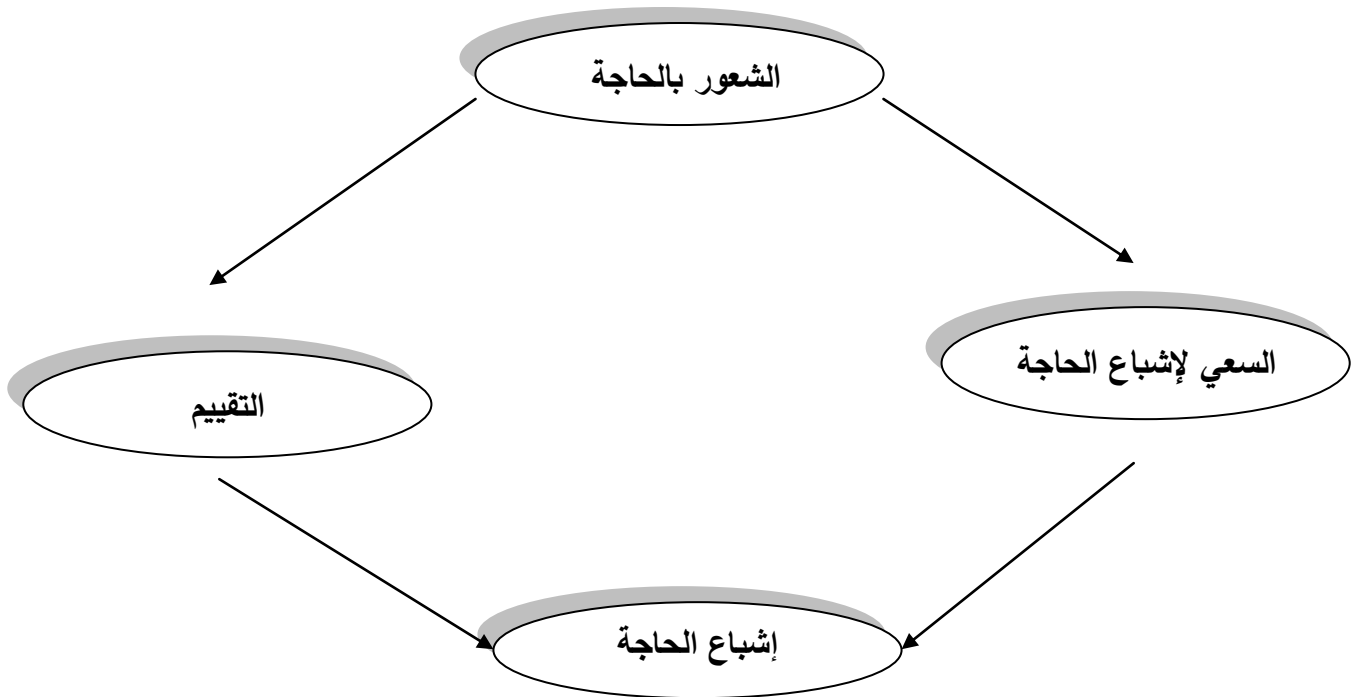 الشعور بالحاجة
السعي لإشباع الحاجة
التقييم
إشباع الحاجة